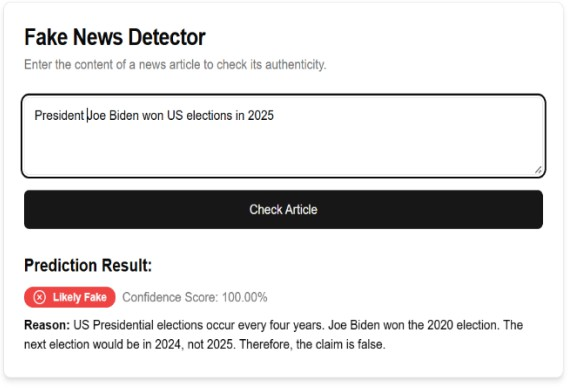 Fake News Detector
Enter the content of a news article to check its authenticity.
President Joe Biden won US elections in 2025
Check Article
Prediction Result:
Likely Fake Confidence Score: 100.00%
Reason: US Presidential elections occur every four years. Joe Biden won the 2020 election. The
next election would be in 2024, not 2025. Therefore, the claim is false.